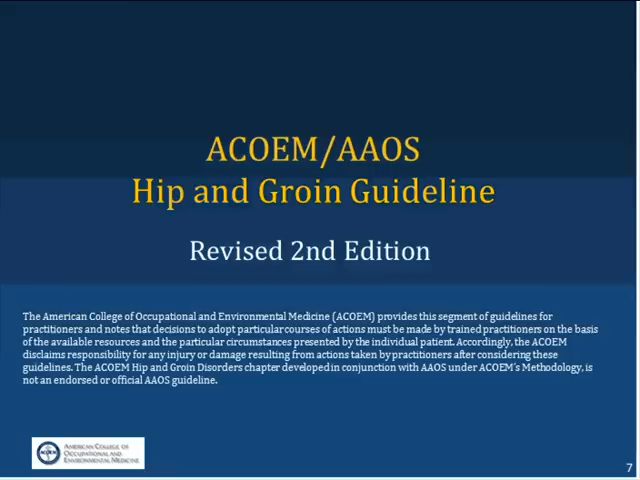 ACOEM/AAOS
Hip and Groin Guideline
Revised 2nd Edition
The American College of Occupational and Environmental Medicine (ACOEM) provides this segment of guidelines for
practitioners and notes that decisions to adopt particular courses of actions must be made by trained practitioners on the basis
of the available resources and the particular circumstances presented by the individual patient. Accordingly, the ACOEM
disclaims responsibility for any injury or damage resulting from actions taken by practitioners after considering these
guidelines. The ACOEM Hip and Groin Disorders chapter developed in conjunction with AAOS under ACOEM's Methodology, is
not an endorsed or official AAOS guideline.
ACOEM
AMERICAN COLLEGE OF
OCCUPATIONAL AND
ENVIRONMENTAL MEDICINE
7